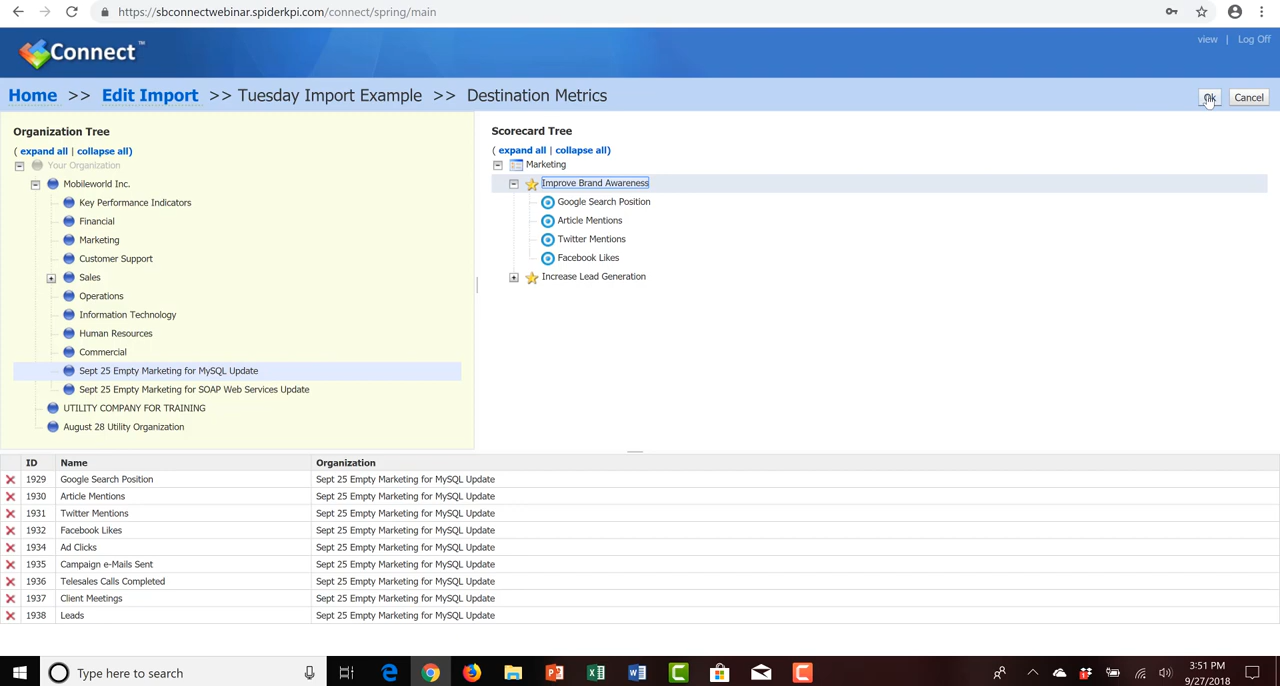 https://sbconnectwebinar.spiderkpi.com/connect/spring/main
Connect™
view | Log Off
Home >> Edit Import >> Tuesday Import Example >> Destination Metrics
Ok Cancel
Organization Tree
( expand all | collapse all)
Your Organization
Mobileworld Inc.
Key Performance Indicators
Financial
Marketing
Customer Support
Sales
Operations
Information Technology
Human Resources
Commercial
Sept 25 Empty Marketing for MySQL Update
Sept 25 Empty Marketing for SOAP Web Services Update
UTILITY COMPANY FOR TRAINING
August 28 Utility Organization
Scorecard Tree
( expand all | collapse all)
Marketing
Improve Brand Awareness
Google Search Position
Article Mentions
Twitter Mentions
Facebook Likes
Increase Lead Generation
ID Name Organization
1929 Google Search Position Sept 25 Empty Marketing for MySQL Update
1930 Article Mentions Sept 25 Empty Marketing for MySQL Update
1931 Twitter Mentions Sept 25 Empty Marketing for MySQL Update
1932 Facebook Likes Sept 25 Empty Marketing for MySQL Update
1934 Ad Clicks Sept 25 Empty Marketing for MySQL Update
1935 Campaign e-Mails Sent Sept 25 Empty Marketing for MySQL Update
1936 Telesales Calls Completed Sept 25 Empty Marketing for MySQL Update
1937 Client Meetings Sept 25 Empty Marketing for MySQL Update
1938 Leads Sept 25 Empty Marketing for MySQL Update
Type here to search
3:51 PM
9/27/2018